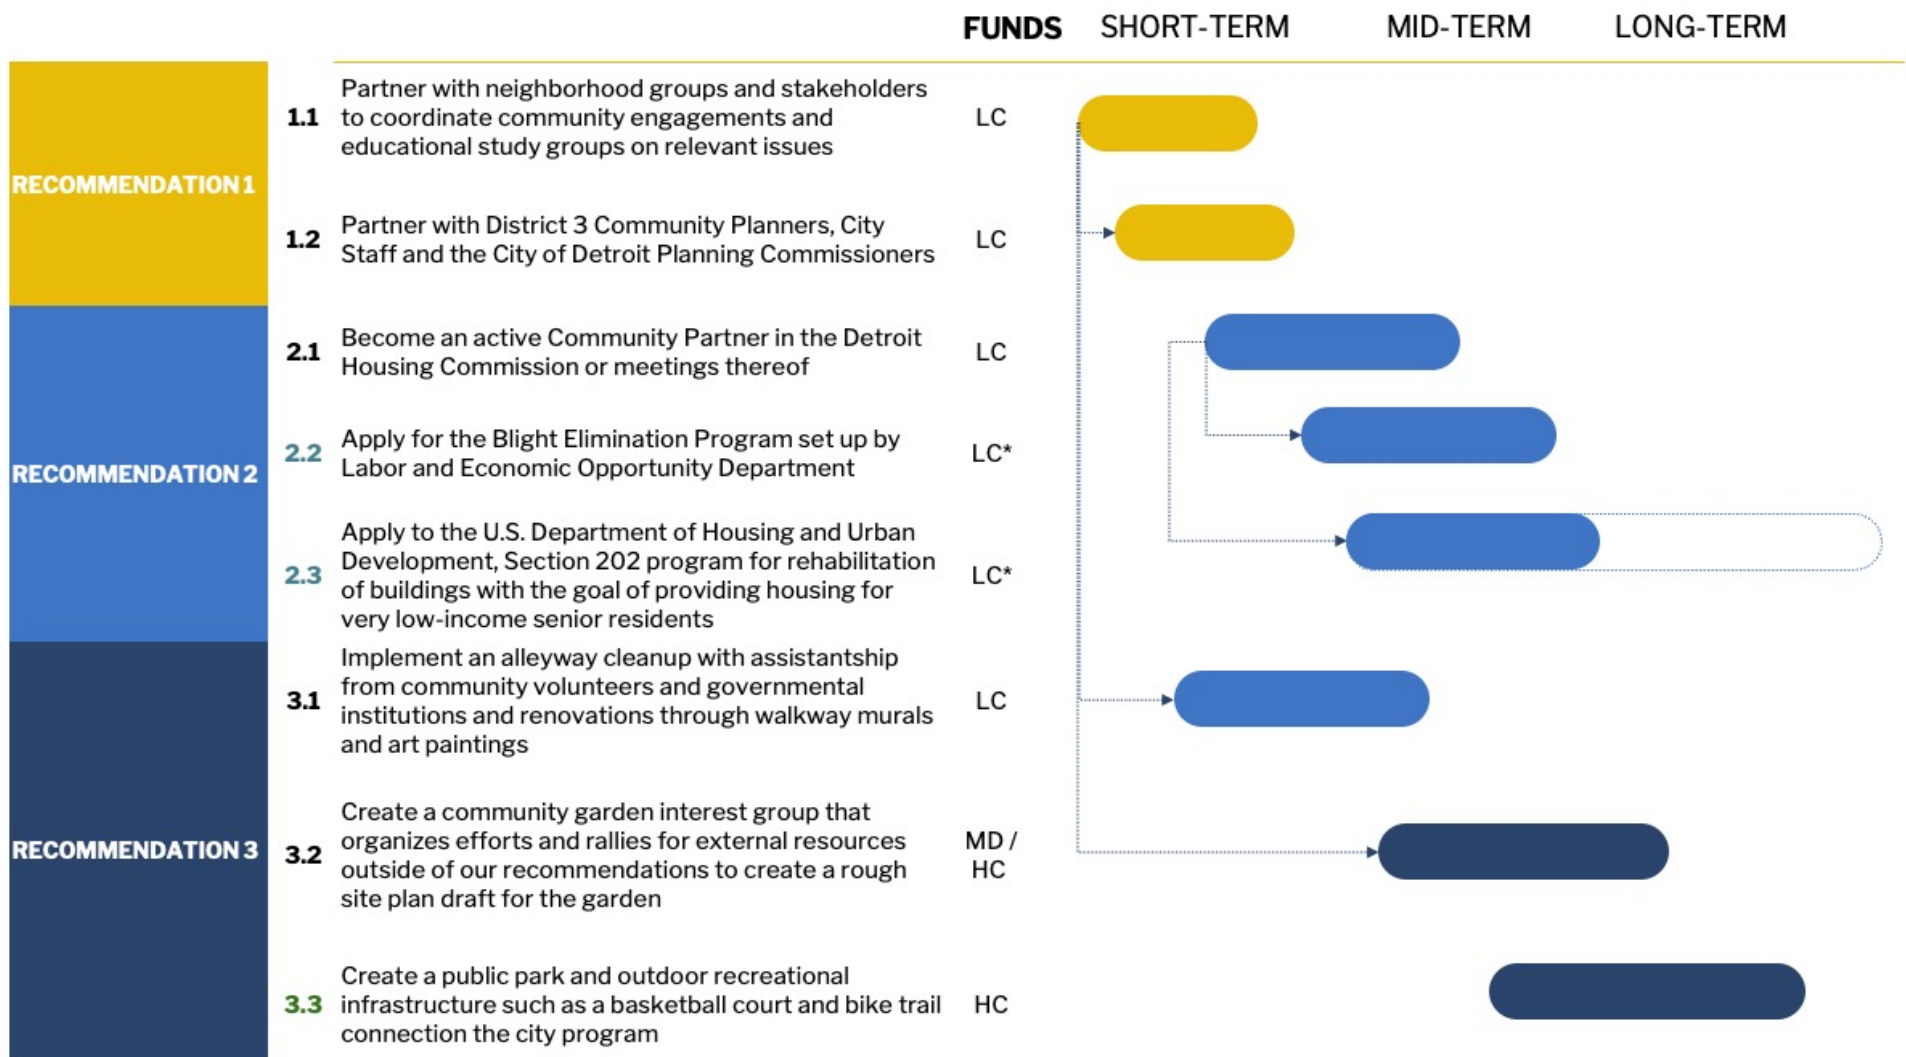 FUNDS SHORT-TERM MID-TERM LONG-TERM
RECOMMENDATION 1
1.1
Partner with neighborhood groups and stakeholders
to coordinate community engagements and
educational study groups on relevant issues
LC
1.2
Partner with District 3 Community Planners, City
Staff and the City of Detroit Planning Commissioners
LC
RECOMMENDATION 2
2.1
Become an active Community Partner in the Detroit
Housing Commission or meetings thereof
LC
2.2
Apply for the Blight Elimination Program set up by
Labor and Economic Opportunity Department
LC*
2.3
Apply to the U.S. Department of Housing and Urban
Development, Section 202 program for rehabilitation
of buildings with the goal of providing housing for
very low-income senior residents
LC*
RECOMMENDATION 3
3.1
Implement an alleyway cleanup with assistantship
from community volunteers and governmental
institutions and renovations through walkway murals
and art paintings
LC
3.2
Create a community garden interest group that
organizes efforts and rallies for external resources
outside of our recommendations to create a rough
site plan draft for the garden
MD /
HC
3.3
Create a public park and outdoor recreational
infrastructure such as a basketball court and bike trail
connection the city program
HC